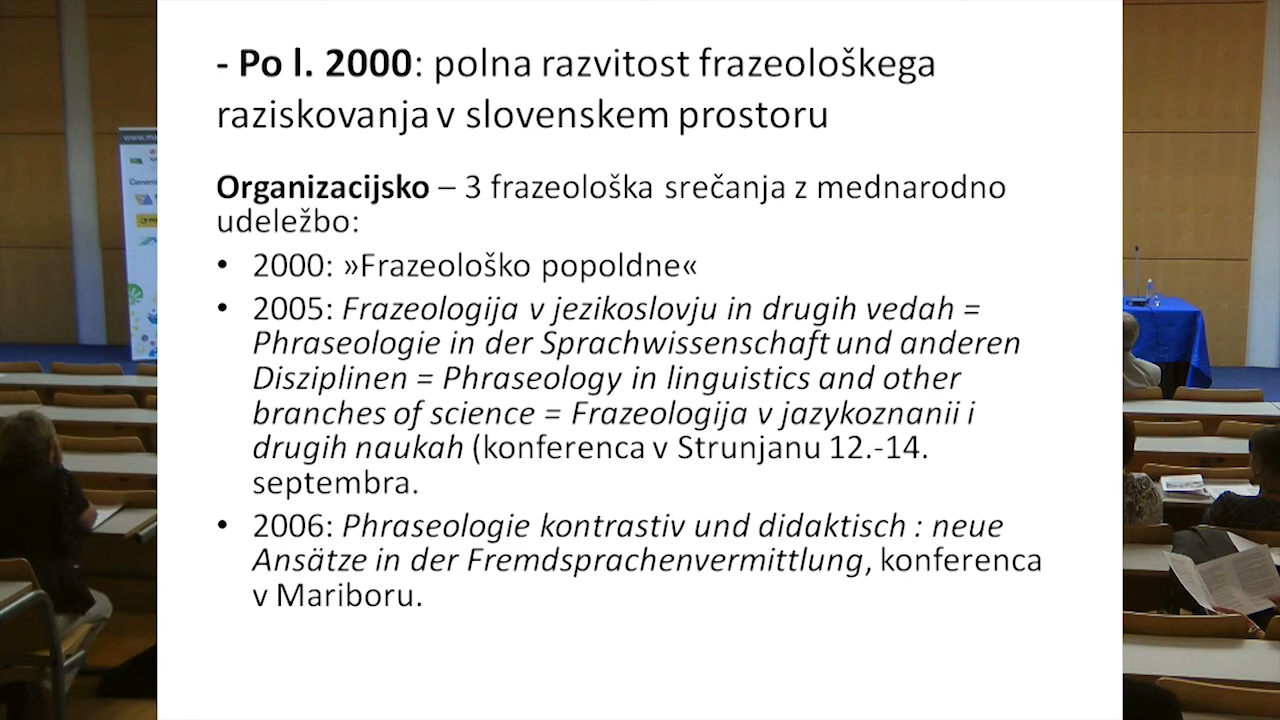 - Po l. 2000: polna razvitost frazeološkega
raziskovanja v slovenskem prostoru
Organizacijsko – 3 frazeološka srečanja z mednarodno
udeležbo:
• 2000: »Frazeološko popoldne«
• 2005: Frazeologija v jezikoslovju in drugih vedah =
Phraseologie in der Sprachwissenschaft und anderen
Disziplinen = Phraseology in linguistics and other
branches of science = Frazeologija v jazykoznanii i
drugih naukah (konferenca v Strunjanu 12.-14.
septembra.
• 2006: Phraseologie kontrastiv und didaktisch : neue
Ansätze in der Fremdsprachenvermittlung, konferenca
v Mariboru.